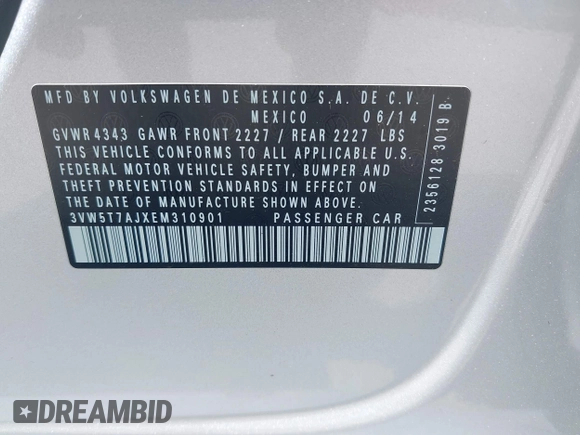 MFD BY VOLKSWAGEN DE MEXICO S.A. DE C.V.
MEXICO 06/14
GVWR 4343 GAWR FRONT 2227 / REAR 2227 LBS
THIS VEHICLE CONFORMS TO ALL APPLICABLE U.S.
FEDERAL MOTOR VEHICLE SAFETY, BUMPER AND
THEFT PREVENTION STANDARDS IN EFFECT ON
THE DATE OF MANUFACTURE SHOWN ABOVE.
3VW5T7AJXEM310901 PASSENGER CAR
2356128 3019 B
DREAMBID